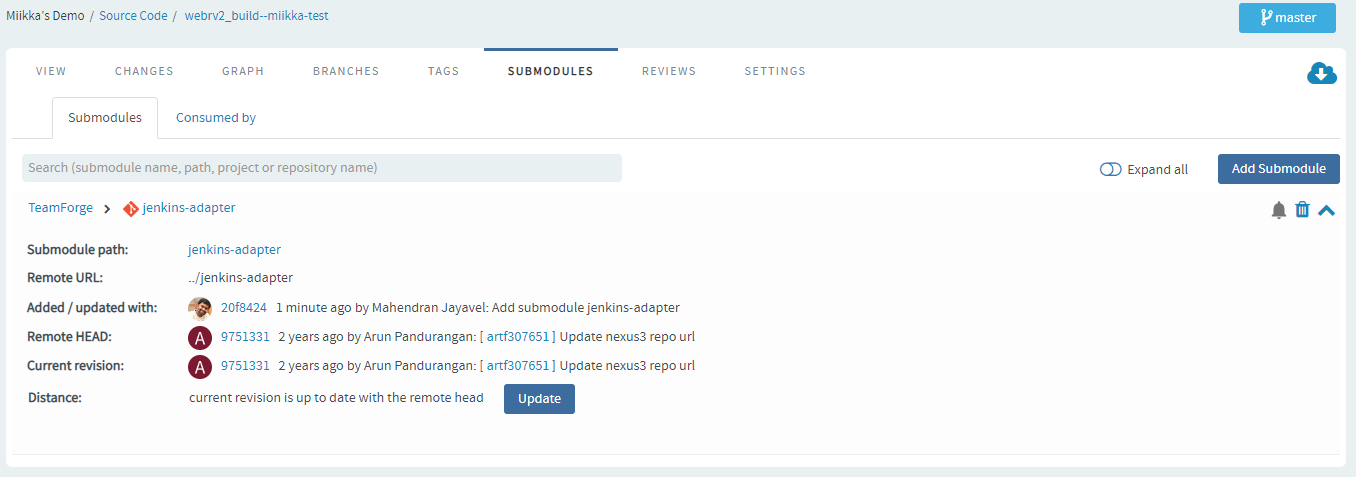 Miikka's Demo / Source Code / webrv2_build--miikka-test
master
VIEW CHANGES GRAPH BRANCHES TAGS SUBMODULES REVIEWS SETTINGS
Submodules Consumed by
Search (submodule name, path, project or repository name)
Expand all
Add Submodule
TeamForge > jenkins-adapter
Submodule path: jenkins-adapter
Remote URL: ../jenkins-adapter
Added / updated with: 20f8424 1 minute ago by Mahendran Jayavel: Add submodule jenkins-adapter
Remote HEAD: A 9751331 2 years ago by Arun Pandurangan: [ artf307651 ] Update nexus3 repo url
Current revision: A 9751331 2 years ago by Arun Pandurangan: [ artf307651 ] Update nexus3 repo url
Distance: current revision is up to date with the remote head Update